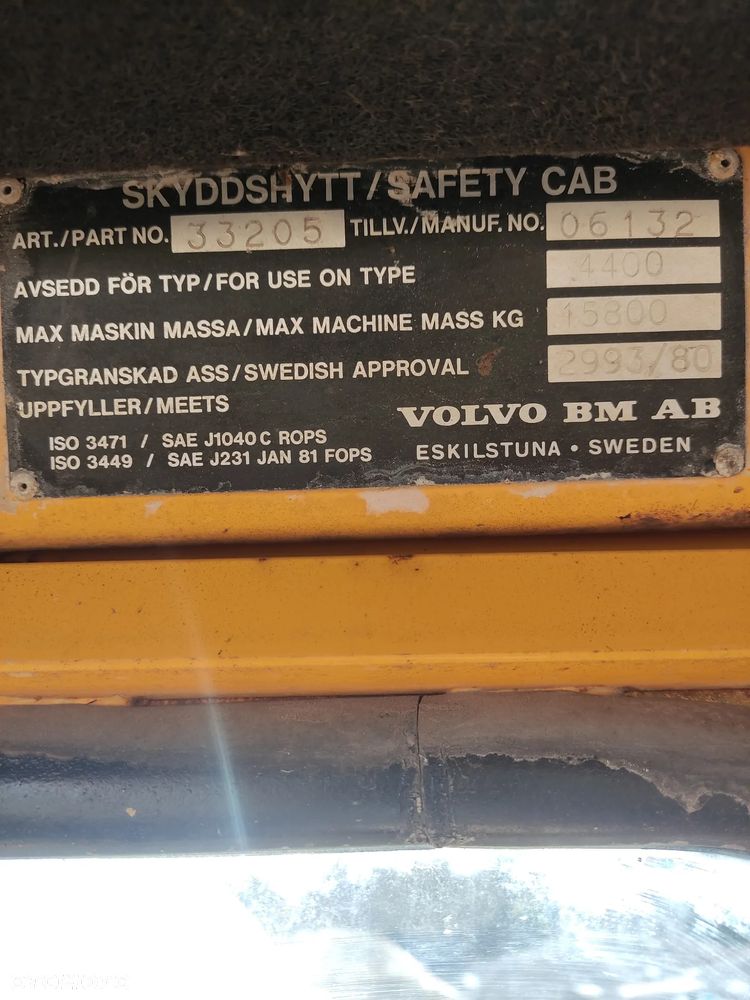 SKYDDSHYTT/SAFETY CAB
ART./PART NO. 33205 TILLV./MANUF. NO. 06132
AVSEDD FÖR TYP/FOR USE ON TYPE 4400
MAX MASKIN MASSA/MAX MACHINE MASS KG 15800
TYPGRANSKAD ASS/SWEDISH APPROVAL 2993/80
UPPFYLLER/MEETS
VOLVO BM AB
ISO 3471 / SAE J1040 C ROPS
ISO 3449 / SAE J231 JAN 81 FOPS
ESKILSTUNA • SWEDEN